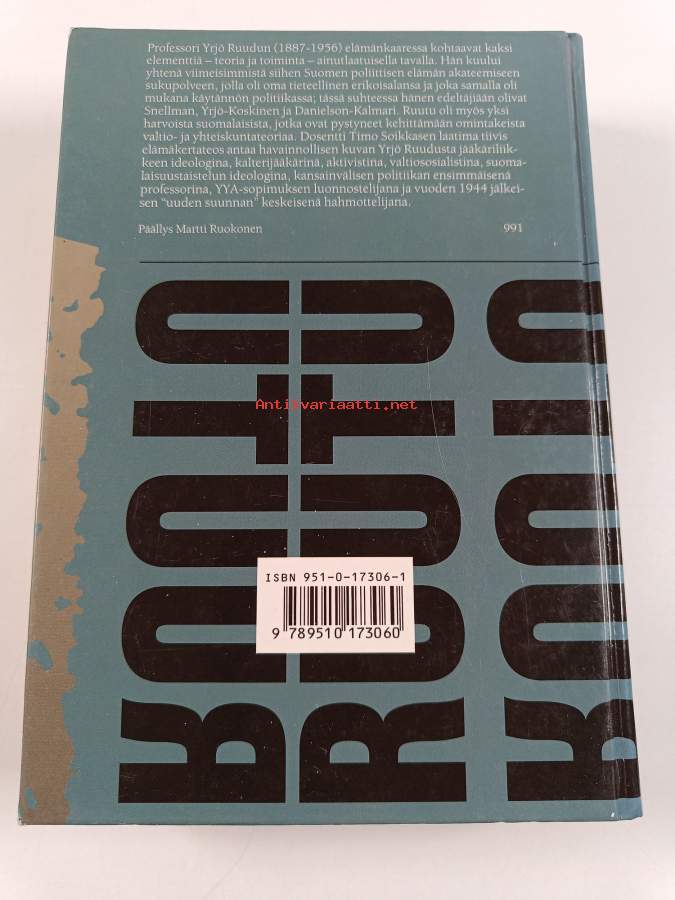 Professori Yrjö Ruudun (1887-1956) elämänkaaressa kohtaavat kaksi
elementtiä – teoria ja toiminta – ainutlaatuisella tavalla. Hän kuului
yhtenä viimeisimmistä siihen Suomen poliittisen elämän akateemiseen
sukupolveen, jolla oli oma tieteellinen erikoisalansa ja joka samalla oli
mukana käytännön politiikassa; tässä suhteessa hänen edeltäjiään olivat
Snellman, Yrjö-Koskinen ja Danielson-Kalmari. Ruutu oli myös yksi
harvoista suomalaisista, jotka ovat pystyneet kehittämään omintakeista
valtio- ja yhteiskuntateoriaa. Dosentti Timo Soikkasen laatima tiivis
elämäkertateos antaa havainnollisen kuvan Yrjö Ruudusta jääkäriliik-
keen ideologina, kalterijääkärinä, aktivistina, valtiososialistina, suoma-
laisuustaistelun ideologina, kansainvälisen politiikan ensimmäisenä
professorina, YYA-sopimuksen luonnostelijana ja vuoden 1944 jälkei-
sen "uuden suunnan" keskeisenä hahmottelijana.
Päällys Martti Ruokonen 991
Antikvariaatti.net
RUUTU
RUUTU
RUUTU
ISBN 951-0-17306-1
9 789510 173060